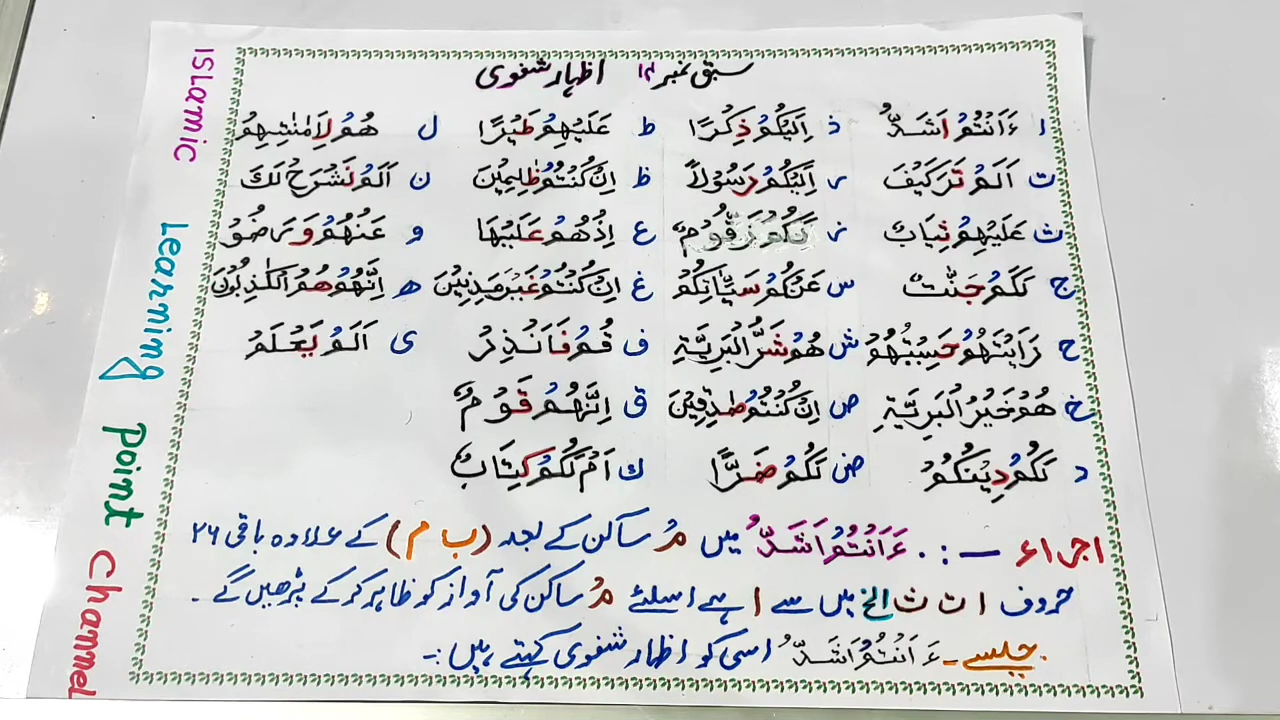 سبق نمبر ۱۴ اظہار شفوی
ء ءَاَنْتُمْ اَشَدُّ ذ اِلَيْكُمْ ذِكْرًا ط عَلَيْهِمْ طَيْرًا ل هُمْ لِاَمٰنٰتِهِمْ
ت اَلَمْ تَرَ كَيْفَ ر اِلَيْكُمْ رَسُوْلًا ظ اِنْ كُنْتُمْ ظٰلِمِيْنَ ن اَلَمْ نَشْرَحْ لَكَ
ث عَلَيْهِمْ ثِيَابٌ ز لَكُمْ زَقُّوْمٌ ع اِذْهُمْ عَلَيْهَا و عَنْهُمْ وَرَضُوْ
ج لَكُمْ جَنّٰتٌ س عَنْكُمْ سَيِّاٰتِكُمْ غ اِنْ كُنْتُمْ غَيْرَ مَدِيْنِيْنَ ھ اِنَّهُمْ هُمُ الْكٰذِبُوْنَ
ح رَاَيْتَهُمْ حَسِبْتَهُمْ ش هُمْ شَرُّ الْبَرِيَّةِ ف قُمْ فَاَنْذِرْ ى اَلَمْ يَعْلَمْ
خ هُمْ خَيْرُ الْبَرِيَّةِ ص اِنْ كُنْتُمْ صٰدِقِيْنَ ق اِنَّهُمْ قَوْمٌ
د لَكُمْ دِيْنُكُمْ ض لَكُمْ ضَرًّا ك اَمْ لَكُمْ كِتَابٌ
اجراء :۔ ءَاَنْتُمْ اَشَدُّ میں مْ ساکن کے بعد (ب م) کے علاوہ باقی ۲۶
حروف ا ت ث الخ میں سے ا ہے اسلئے مْ ساکن کی آواز کو ظاہر کرکے پڑھیں گے۔
جیسے۔ ءَاَنْتُمْ اَشَدُّ اسی کو اظہار شفوی کہتے ہیں :۔
ISLamic Learning Point Channel